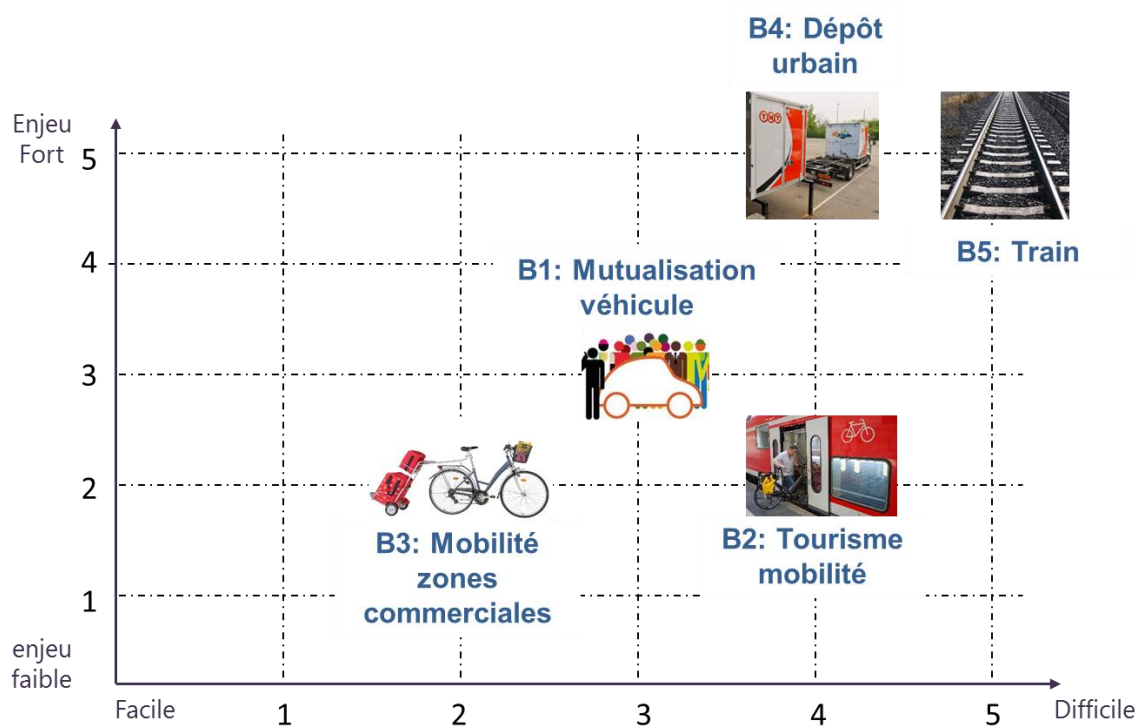 B4: Dépôt
urbain
Enjeu
Fort
5
TNT
4
B5: Train
B1: Mutualisation
véhicule
3
2
B3: Mobilité
zones
commerciales
B2: Tourisme
mobilité
1
enjeu
faible
Facile
1
2
3
4
5
Difficile